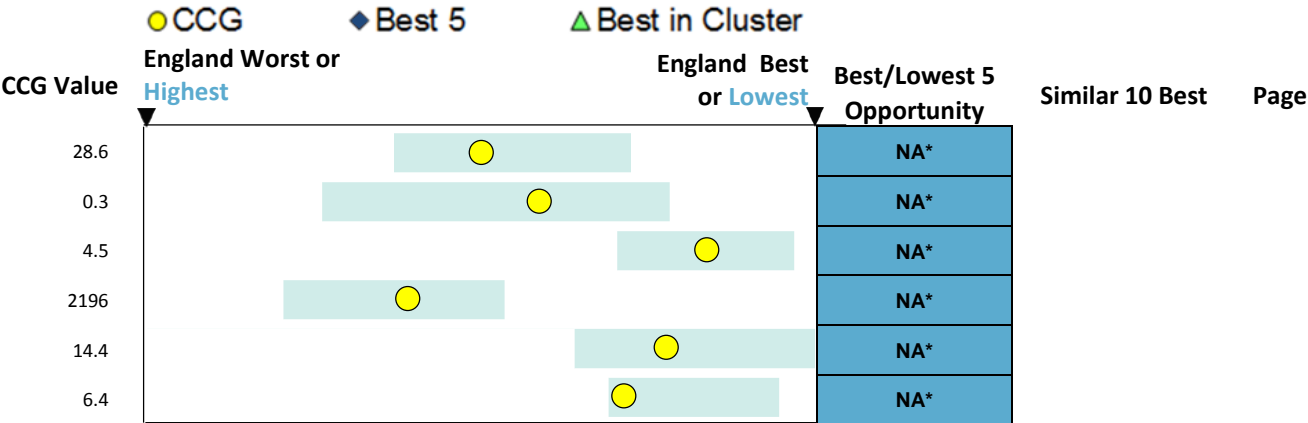 CCG Best 5 Best in Cluster
CCG Value England Worst or Highest England Best or Lowest Best/Lowest 5 Opportunity Similar 10 Best Page
28.6 NA*
0.3 NA*
4.5 NA*
2196 NA*
14.4 NA*
6.4 NA*